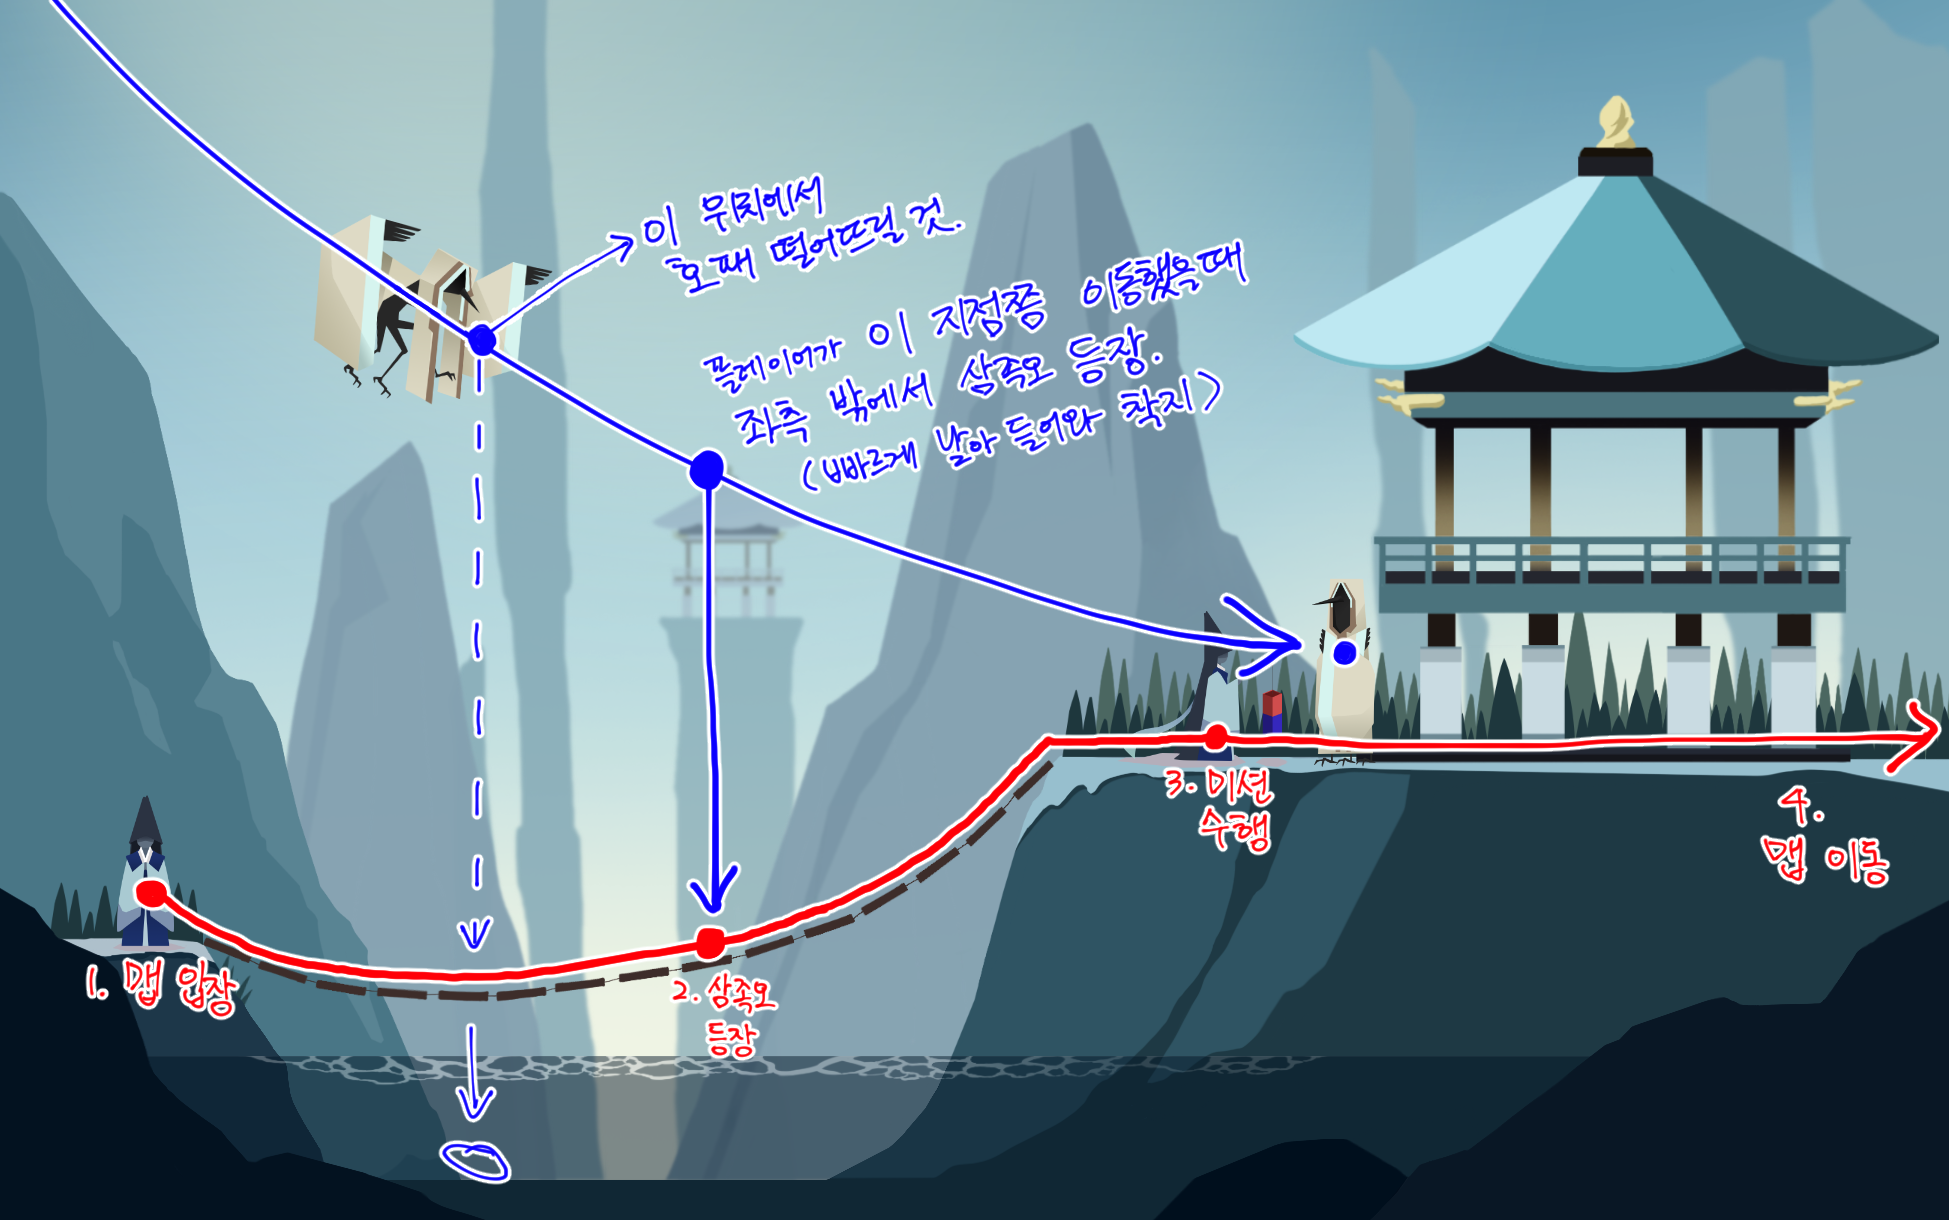 이 위치에서
호패 떨어뜨릴 것.
플레이어가 이 지점쯤 이동했을때
좌측 밖에서 삼족오 등장.
(빠르게 날아 들어와 착지)
1. 맵 입장
2. 삼족오
등장
3. 미션
수행
4.
맵 이동